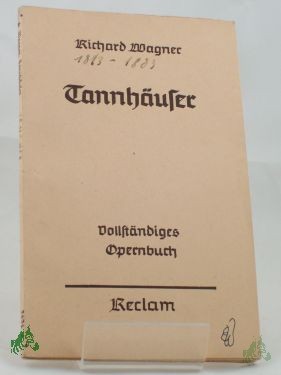 Richard Wagner
1813 - 1883
Tannhäuſer
Vollſtändiges
Opernbuch
Reclam